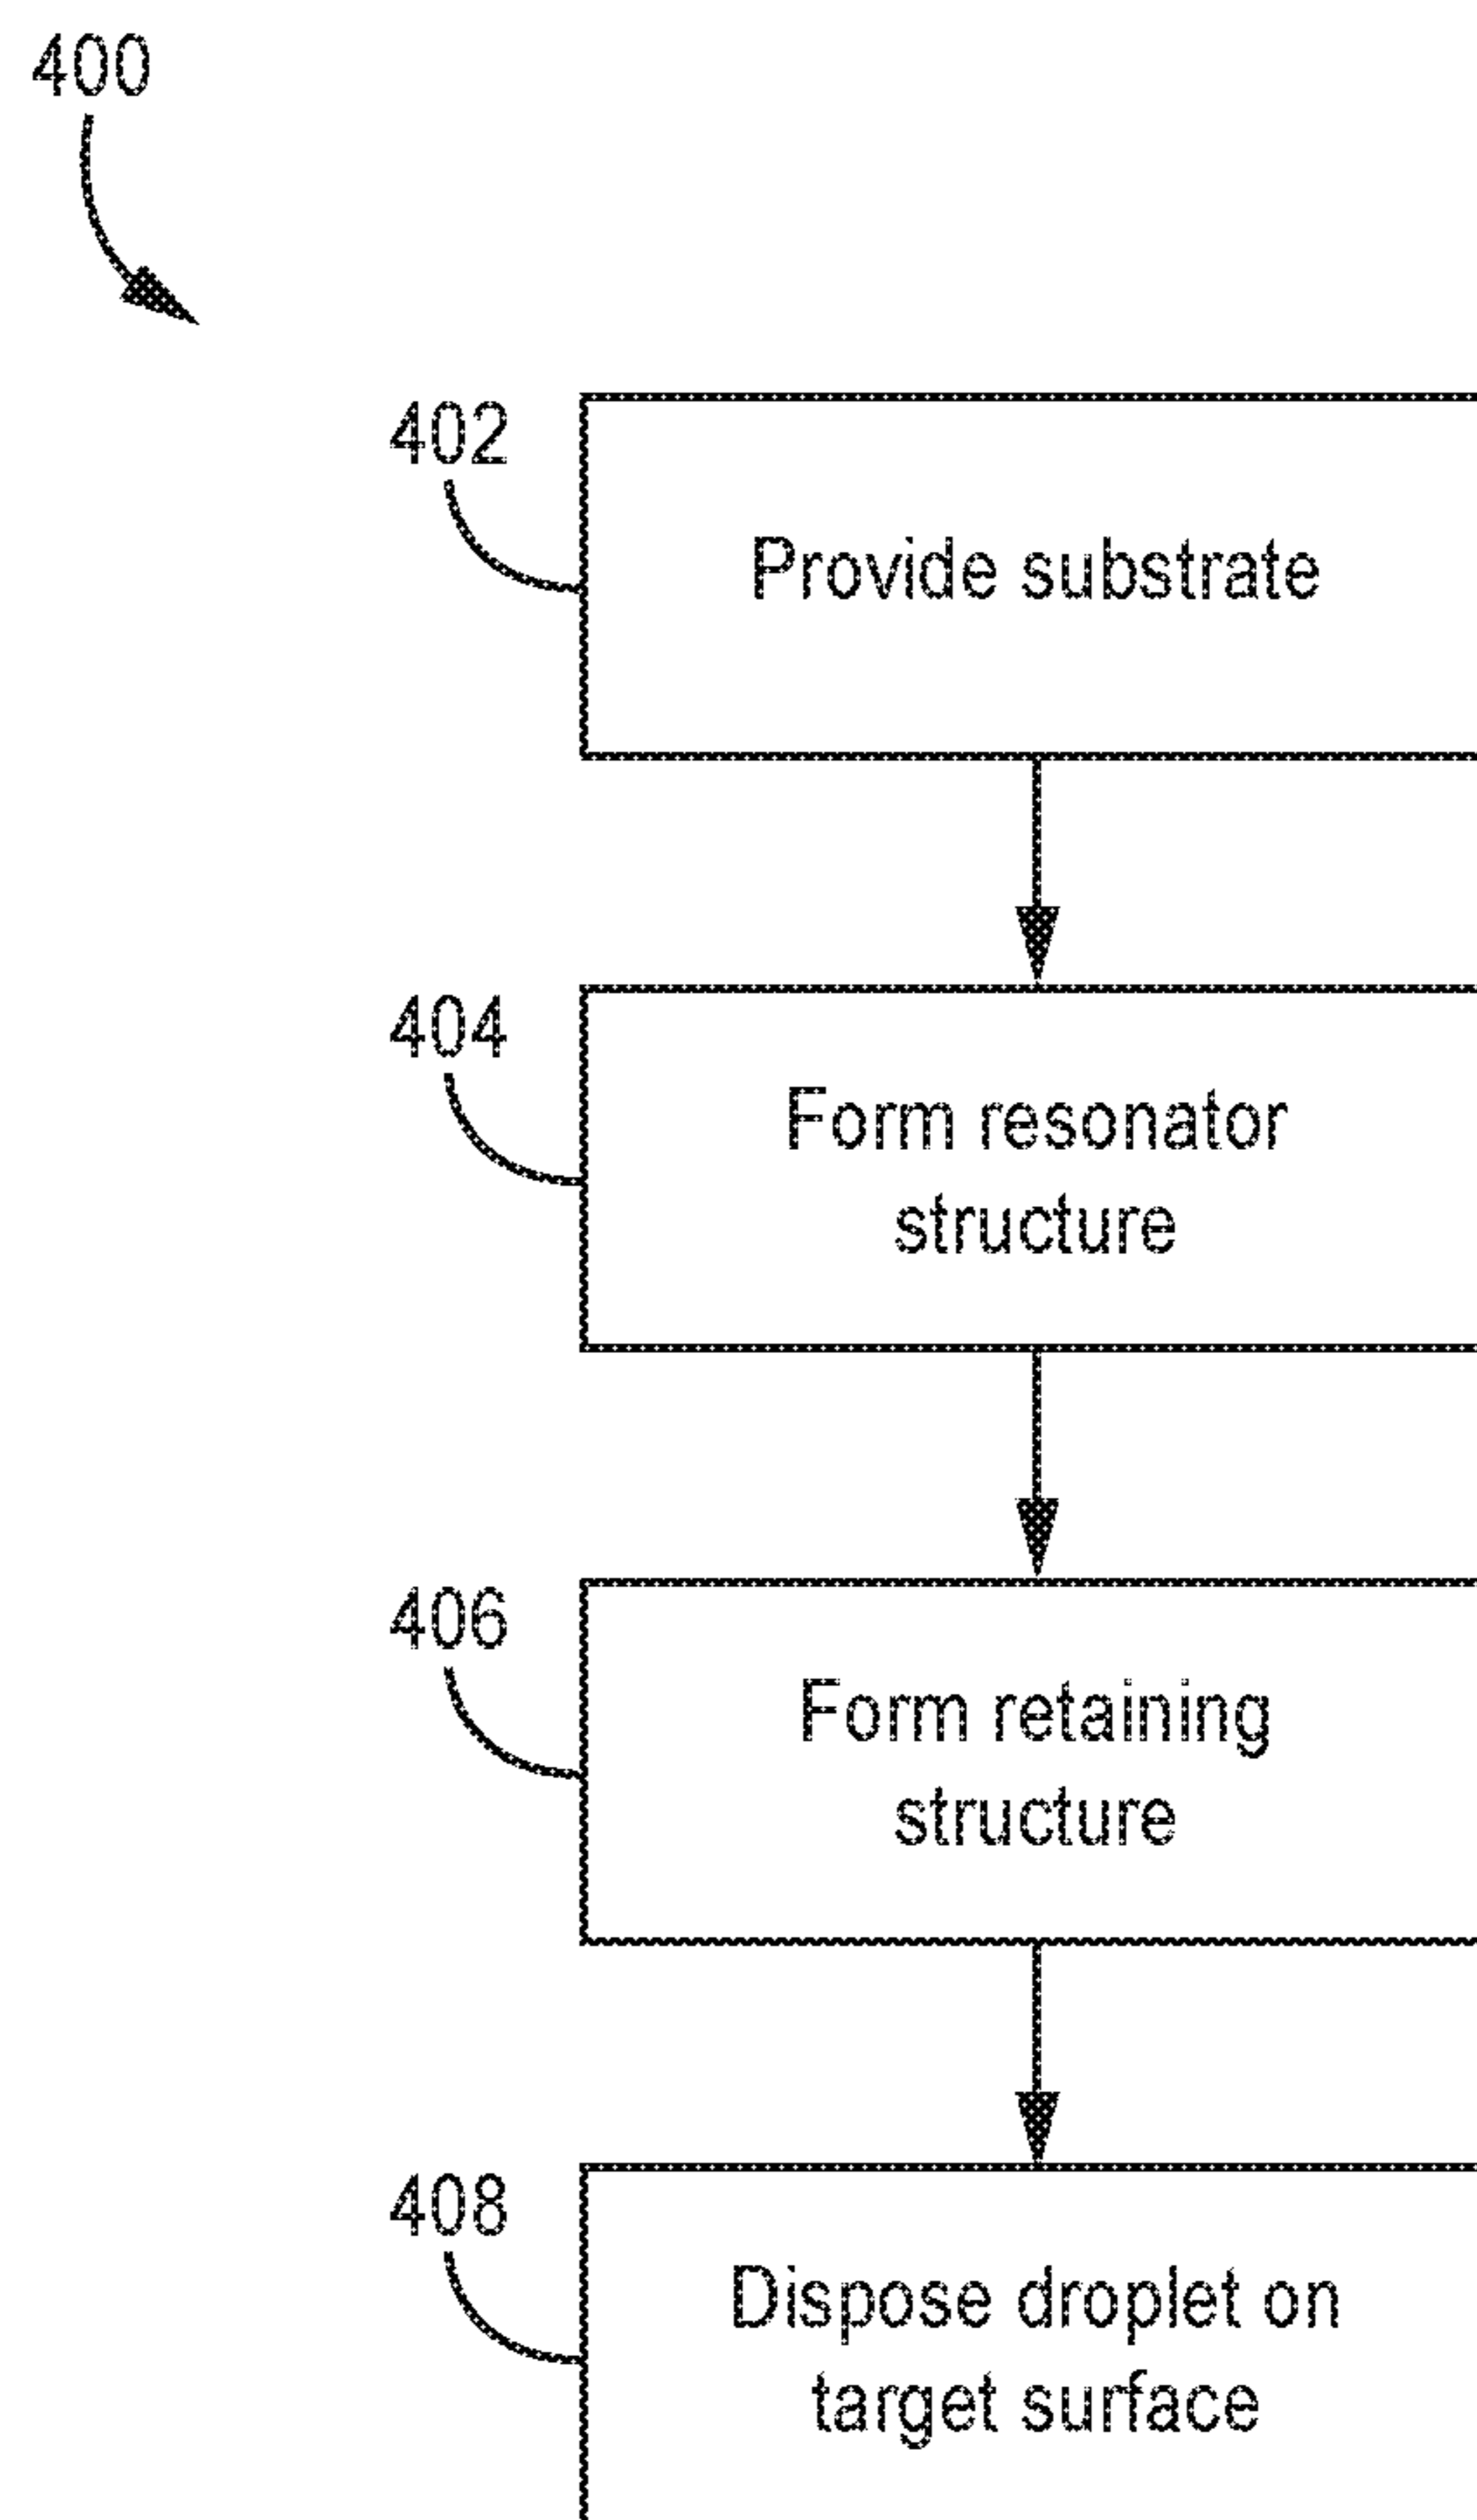 400
402
Provide substrate
404
Form resonator
structure
406
Form retaining
structure
408
Dispose droplet on
target surface